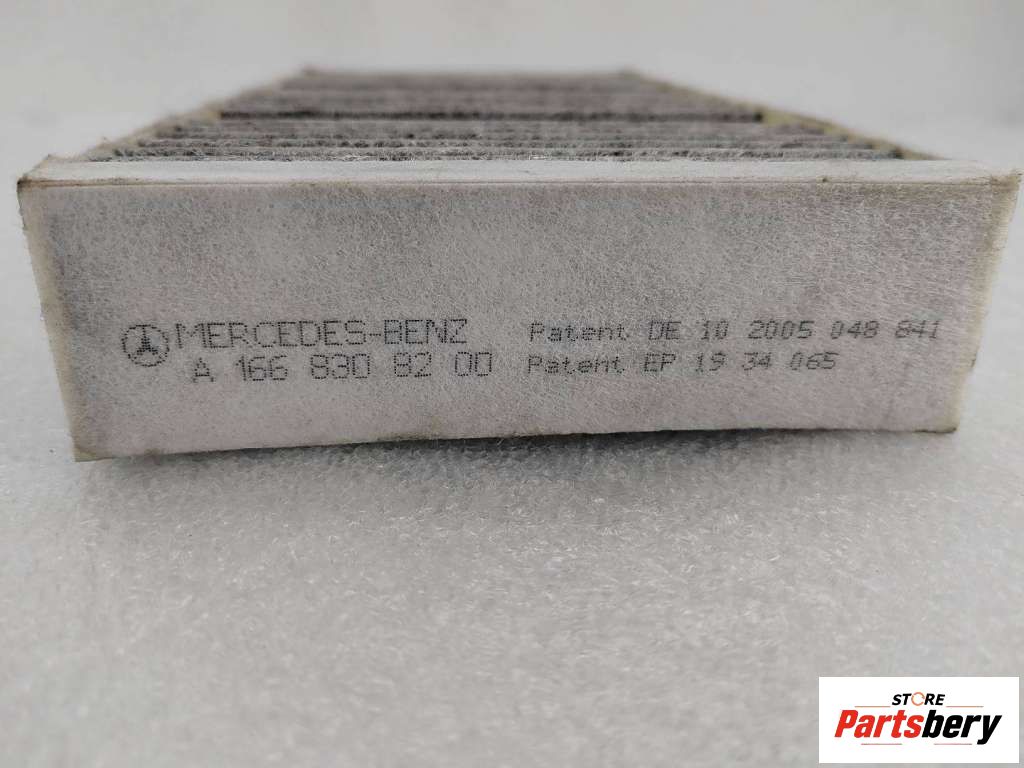 MERCEDES-BENZ
A 166 830 82 00
Patent DE 10 2005 048 841
Patent EP 19 34 065
STORE
Partsbery